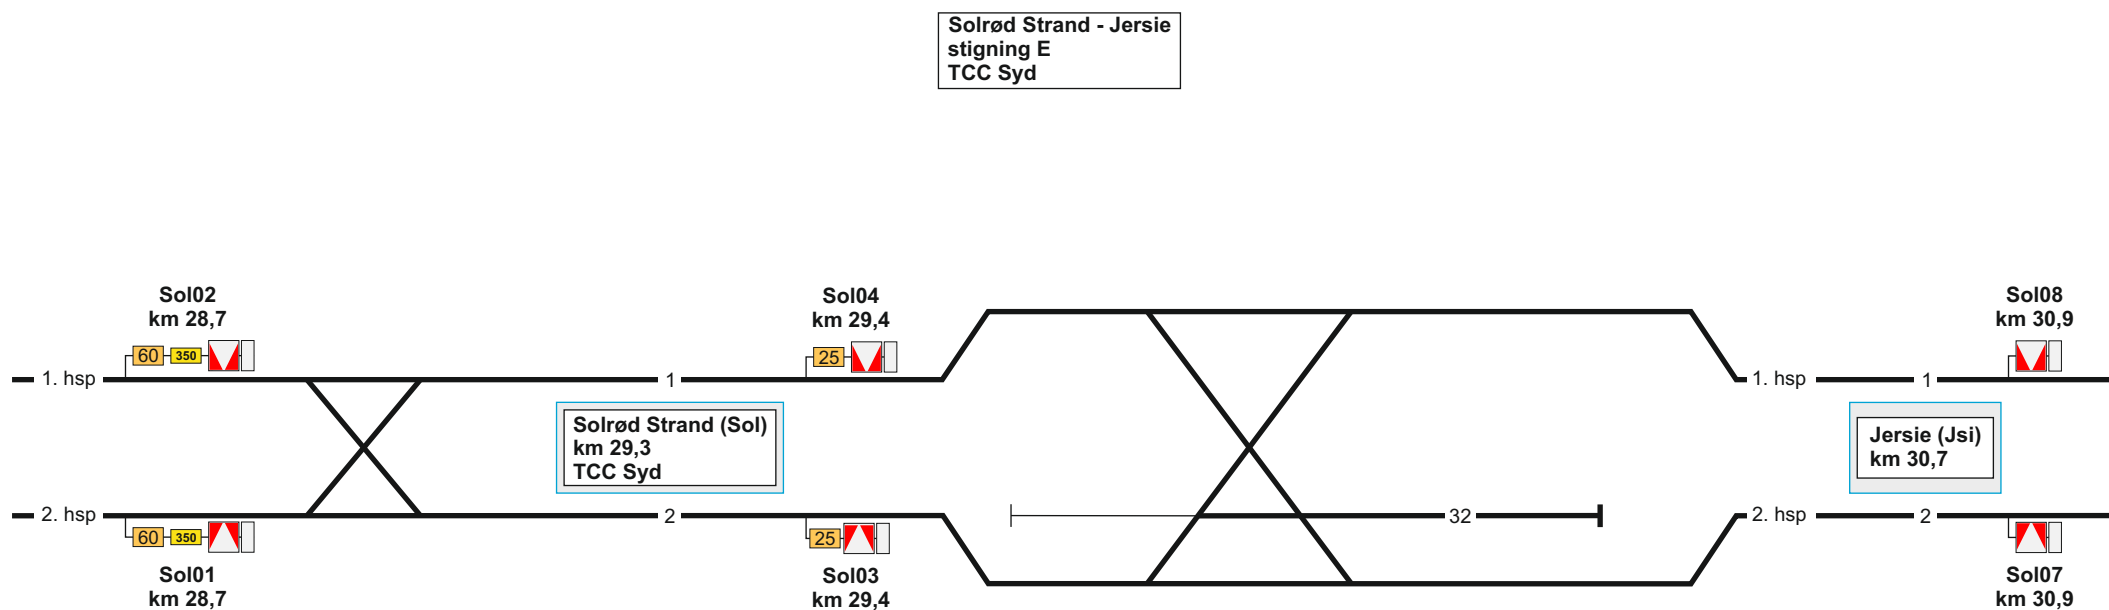 Solrød Strand - Jersie
stigning E
TCC Syd
Sol02
km 28,7
60
350
1. hsp
1
Sol04
km 29,4
25
1. hsp
1
Sol08
km 30,9
Solrød Strand (Sol)
km 29,3
TCC Syd
Jersie (Jsi)
km 30,7
2. hsp
2
32
2. hsp
2
60
350
Sol01
km 28,7
25
Sol03
km 29,4
Sol07
km 30,9